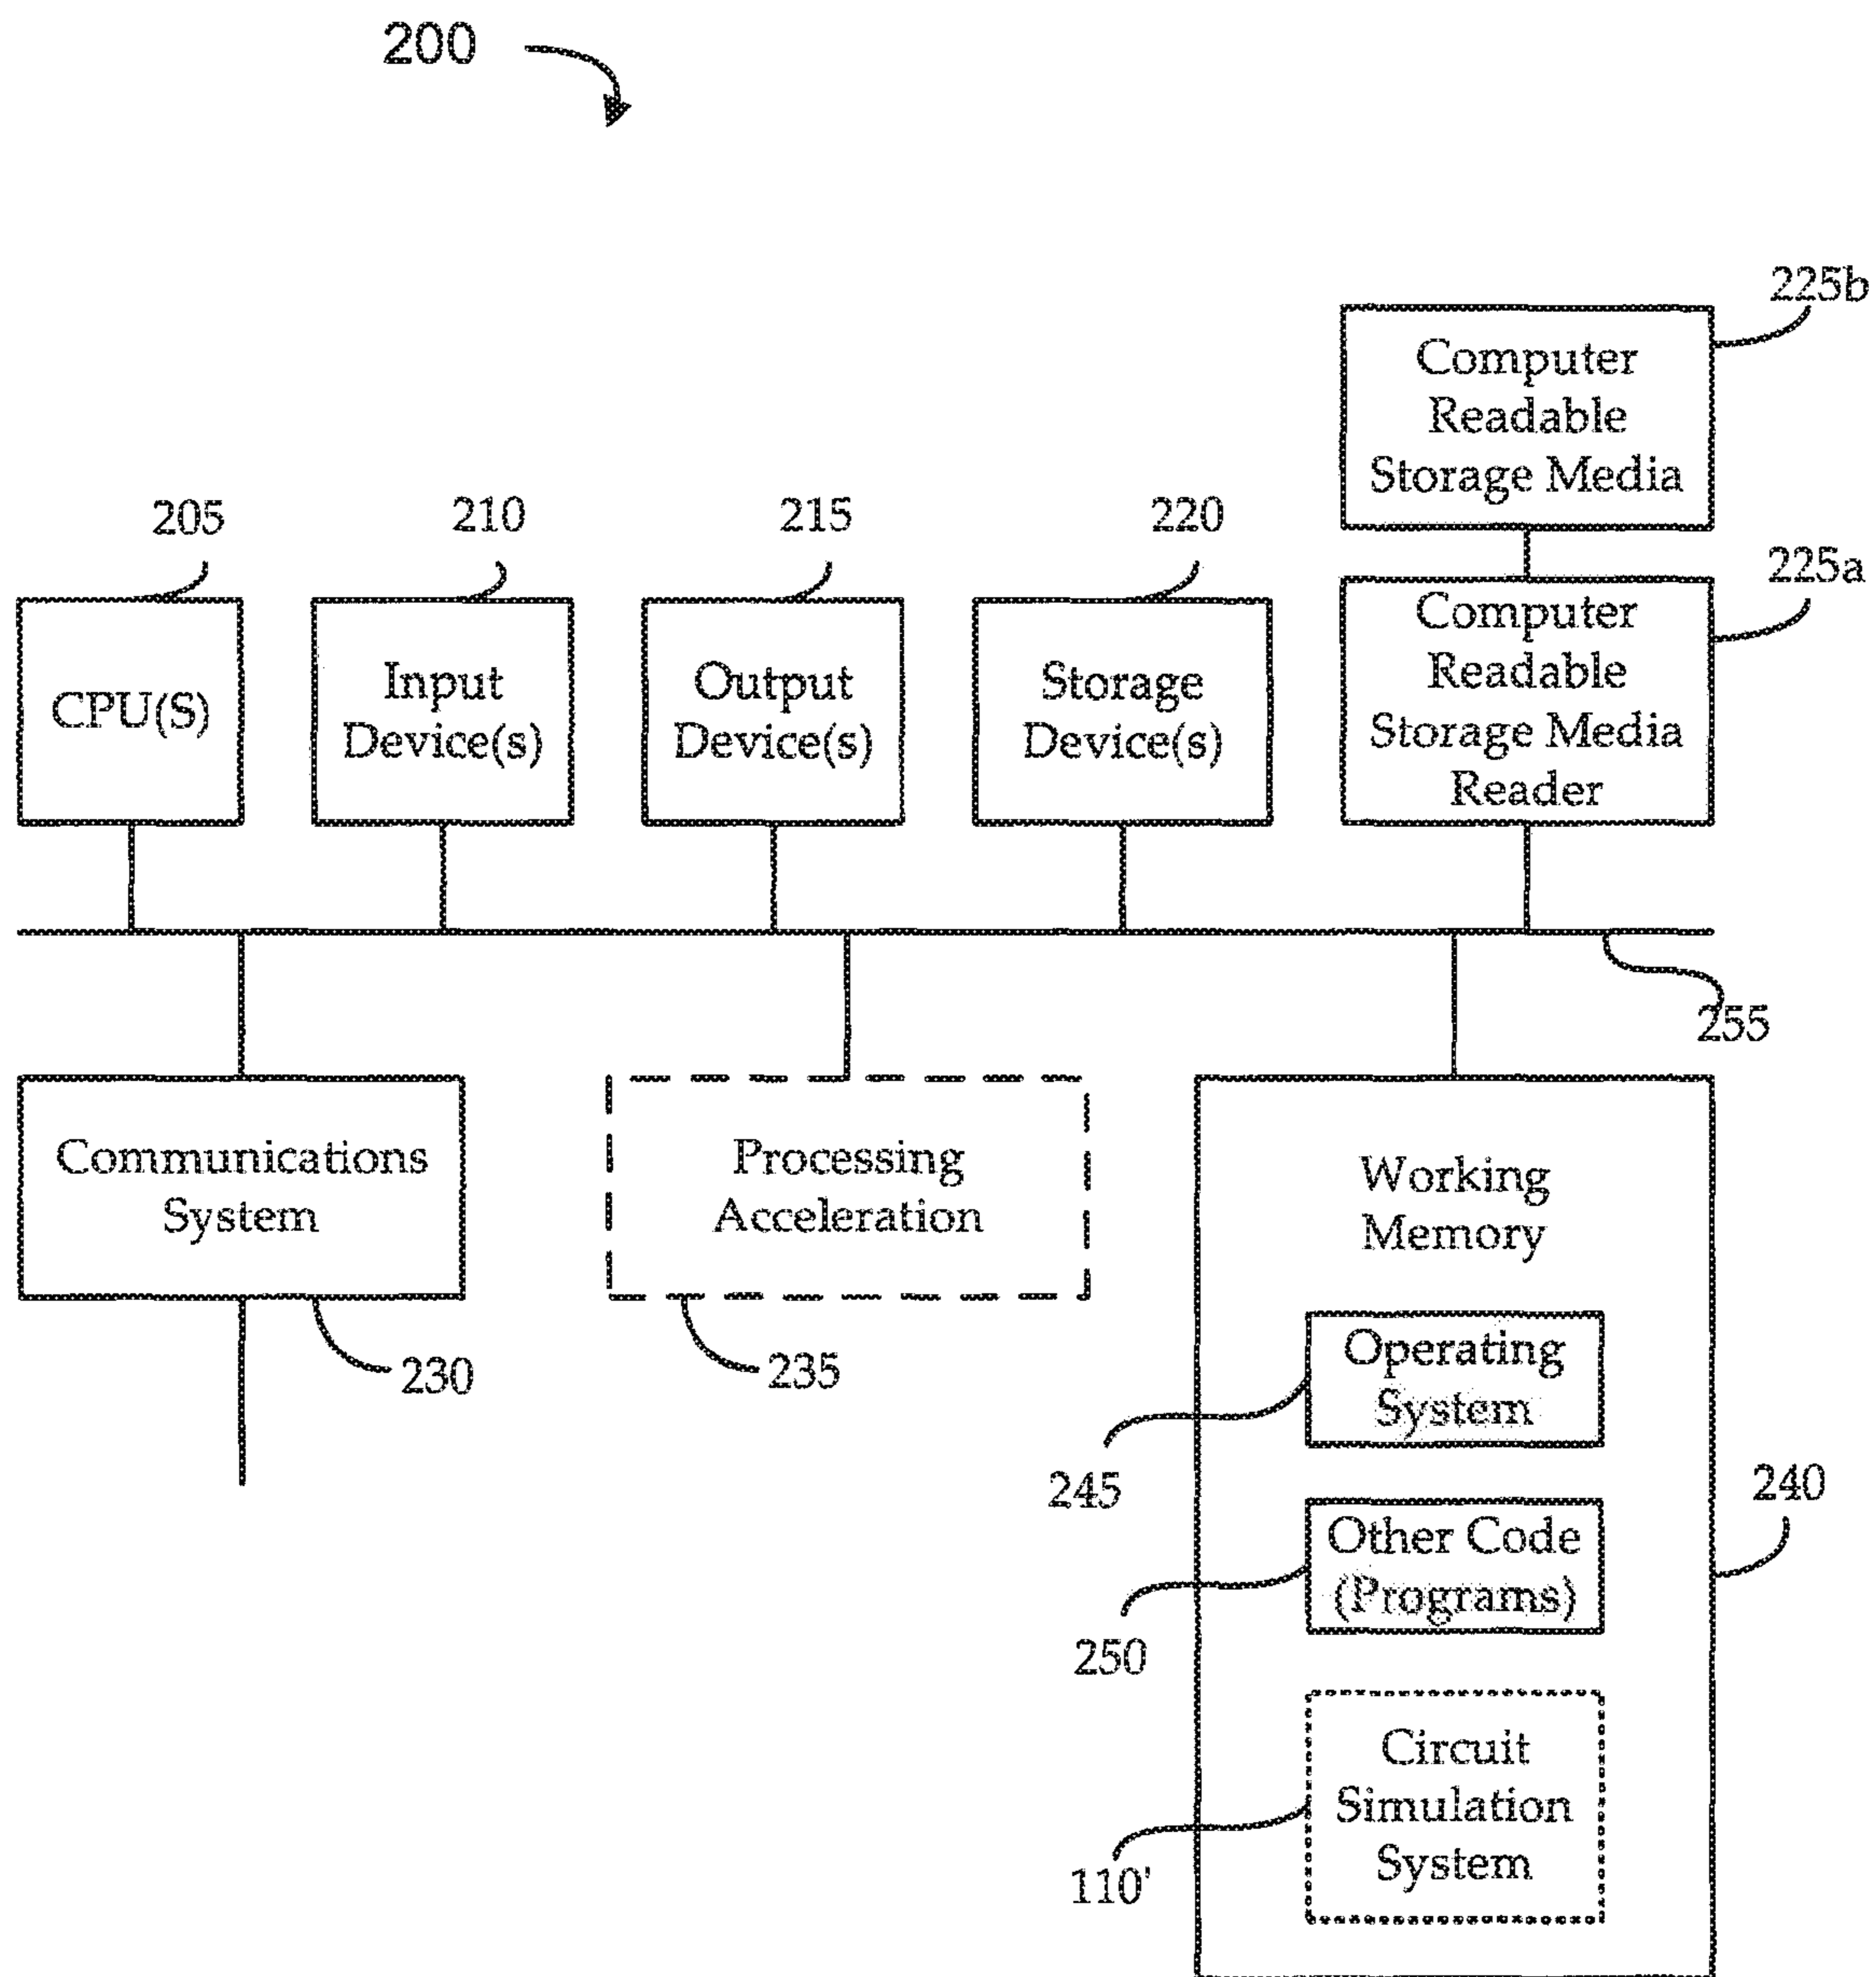 200
225b
Computer
Readable
Storage Media
205
210
215
220
225a
CPU(S)
Input
Device(s)
Output
Device(s)
Storage
Device(s)
Computer
Readable
Storage Media
Reader
255
Communications
System
230
Processing
Acceleration
235
Working
Memory
Operating
System
245
240
Other Code
(Programs)
250
Circuit
Simulation
System
110'